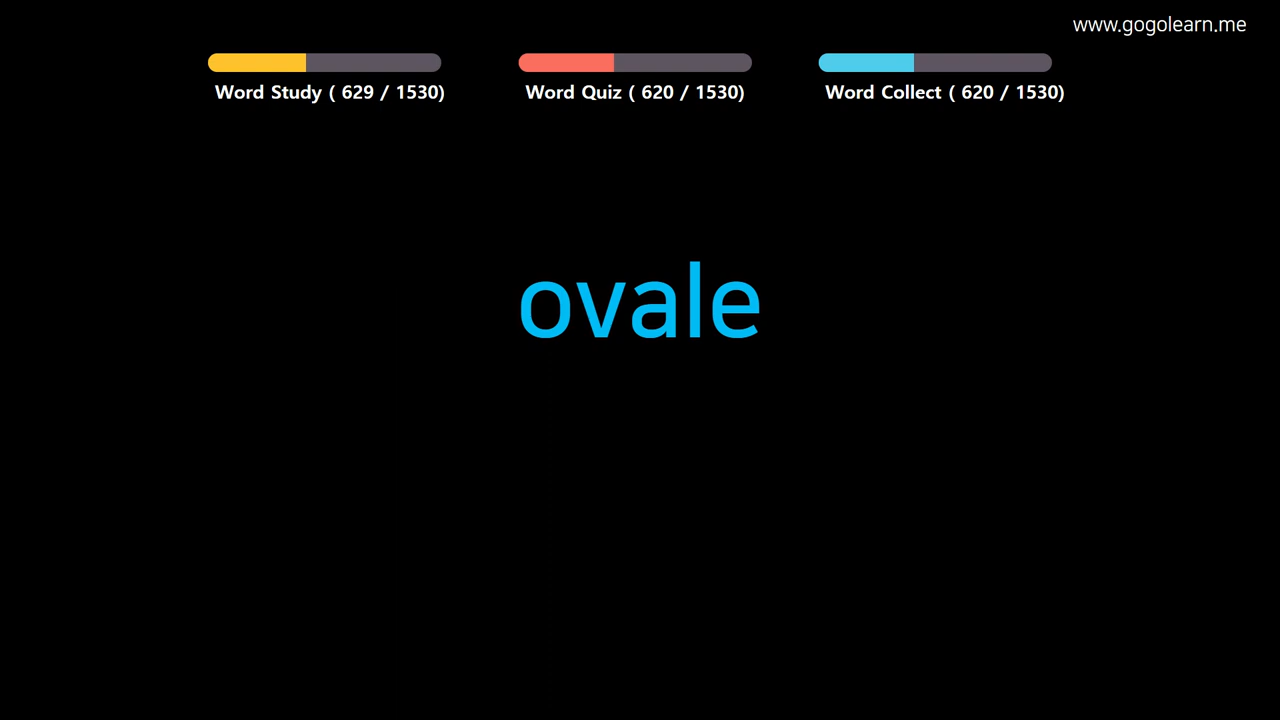 www.gogolearn.me
Word Study ( 629 / 1530)
Word Quiz ( 620 / 1530)
Word Collect ( 620 / 1530)
ovale